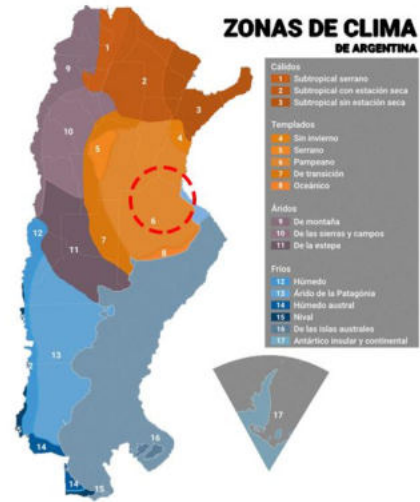 ZONAS DE CLIMA
DE ARGENTINA
Cálidos
1 Subtropical serrano
2 Subtropical con estación seca
3 Subtropical sin estación seca
Templados
4 Sin invierno
5 Serrano
6 Pampeano
7 De transición
8 Oceánico
Áridos
9 De montaña
10 De las sierras y campos
11 De la estepa
Fríos
12 Húmedo
13 Árido de la Patagónia
14 Húmedo austral
15 Nival
16 De las islas australes
17 Antártico insular y continental
1
9
2
3
10
4
5
6
12
11
7
8
13
2
17
16
14
14
15